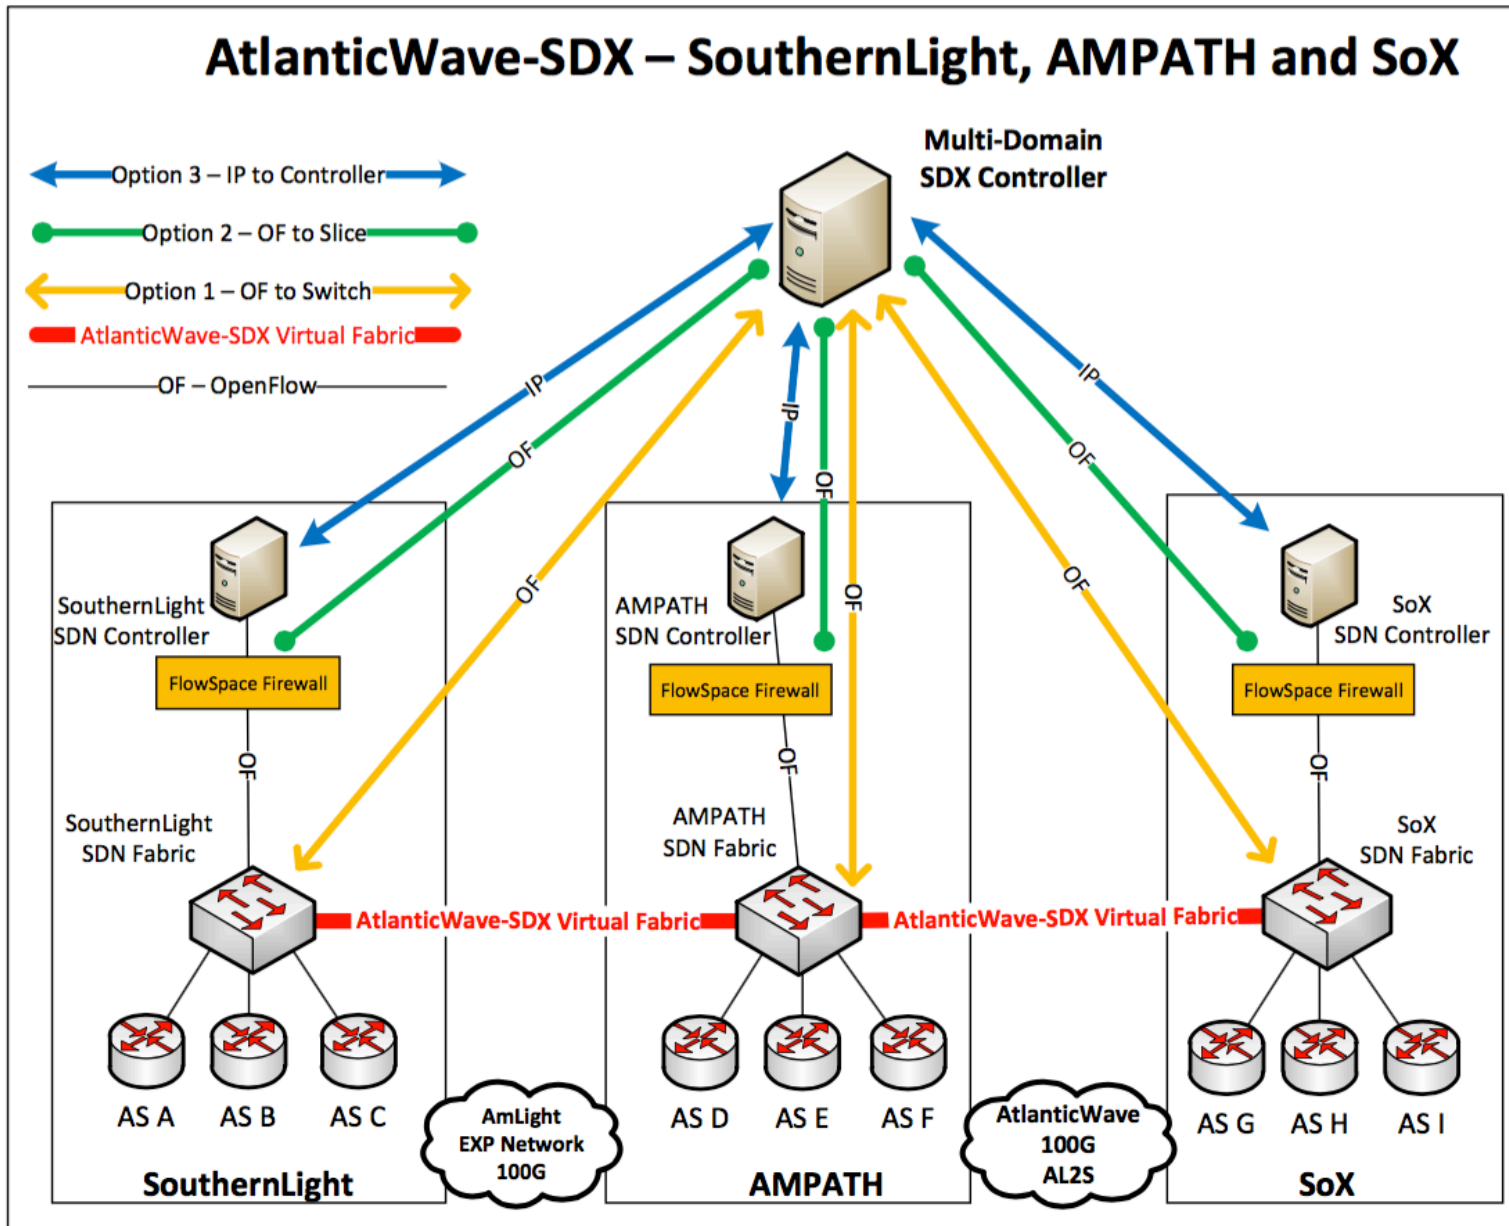 AtlanticWave-SDX – SouthernLight, AMPATH and SoX
Multi-Domain
SDX Controller
Option 3 – IP to Controller
Option 2 – OF to Slice
Option 1 – OF to Switch
AtlanticWave-SDX Virtual Fabric
OF – OpenFlow
IP
OF
OF
IP
OF
OF
IP
OF
OF
SouthernLight
SDN Controller
FlowSpace Firewall
OF
SouthernLight
SDN Fabric
AMPATH
SDN Controller
FlowSpace Firewall
OF
AMPATH
SDN Fabric
SoX
SDN Controller
FlowSpace Firewall
OF
SoX
SDN Fabric
AtlanticWave-SDX Virtual Fabric
AtlanticWave-SDX Virtual Fabric
AS A
AS B
AS C
AS D
AS E
AS F
AS G
AS H
AS I
AmLight
EXP Network
100G
AtlanticWave
100G
AL2S
SouthernLight
AMPATH
SoX